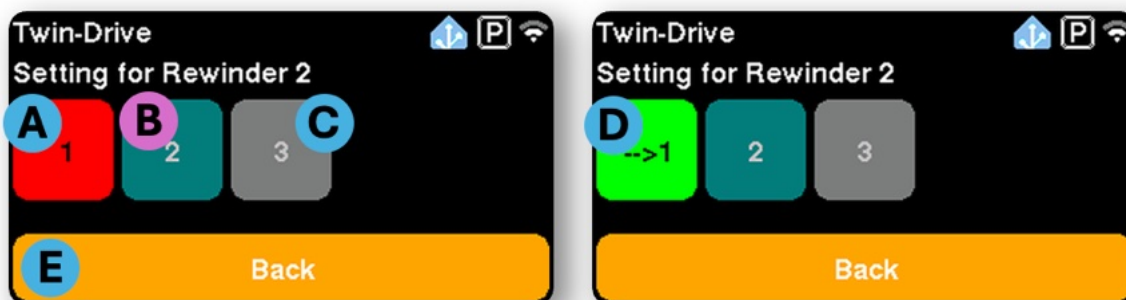 Twin-Drive P
Setting for Rewinder 2
A 1 B 2 3 C
E Back
Twin-Drive P
Setting for Rewinder 2
D -->1 2 3
Back